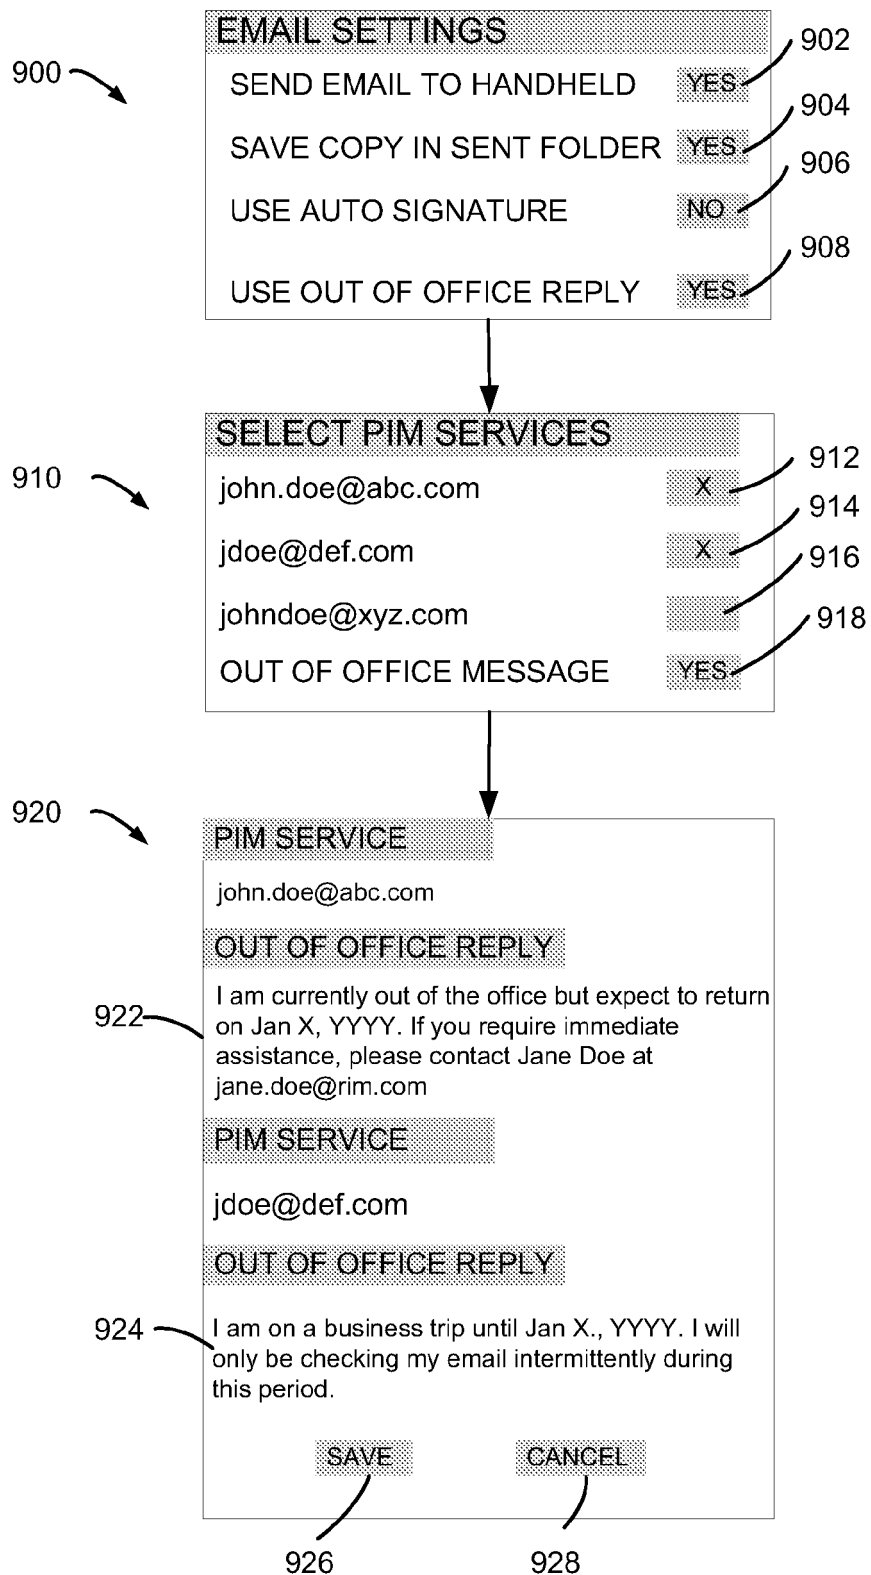 EMAIL SETTINGS
902
900
SEND EMAIL TO HANDHELD YES
904
SAVE COPY IN SENT FOLDER YES
906
USE AUTO SIGNATURE NO
908
USE OUT OF OFFICE REPLY YES
SELECT PIM SERVICES
912
910
john.doe@abc.com X
914
jdoe@def.com X
916
johndoe@xyz.com
918
OUT OF OFFICE MESSAGE YES
920
PIM SERVICE
john.doe@abc.com
OUT OF OFFICE REPLY
I am currently out of the office but expect to return
922
on Jan X, YYYY. If you require immediate
assistance, please contact Jane Doe at
jane.doe@rim.com
PIM SERVICE
jdoe@def.com
OUT OF OFFICE REPLY
924
I am on a business trip until Jan X., YYYY. I will
only be checking my email intermittently during
this period.
SAVE CANCEL
926 928